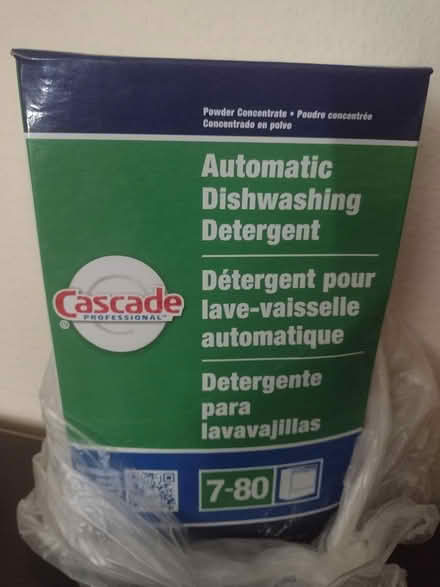 Powder Concentrate • Poudre concentrée
Concentrado en polvo
Automatic
Dishwashing
Detergent
Détergent pour
lave-vaisselle
automatique
Detergente
para
lavavajillas
Cascade
PROFESSIONAL™
®
7-80